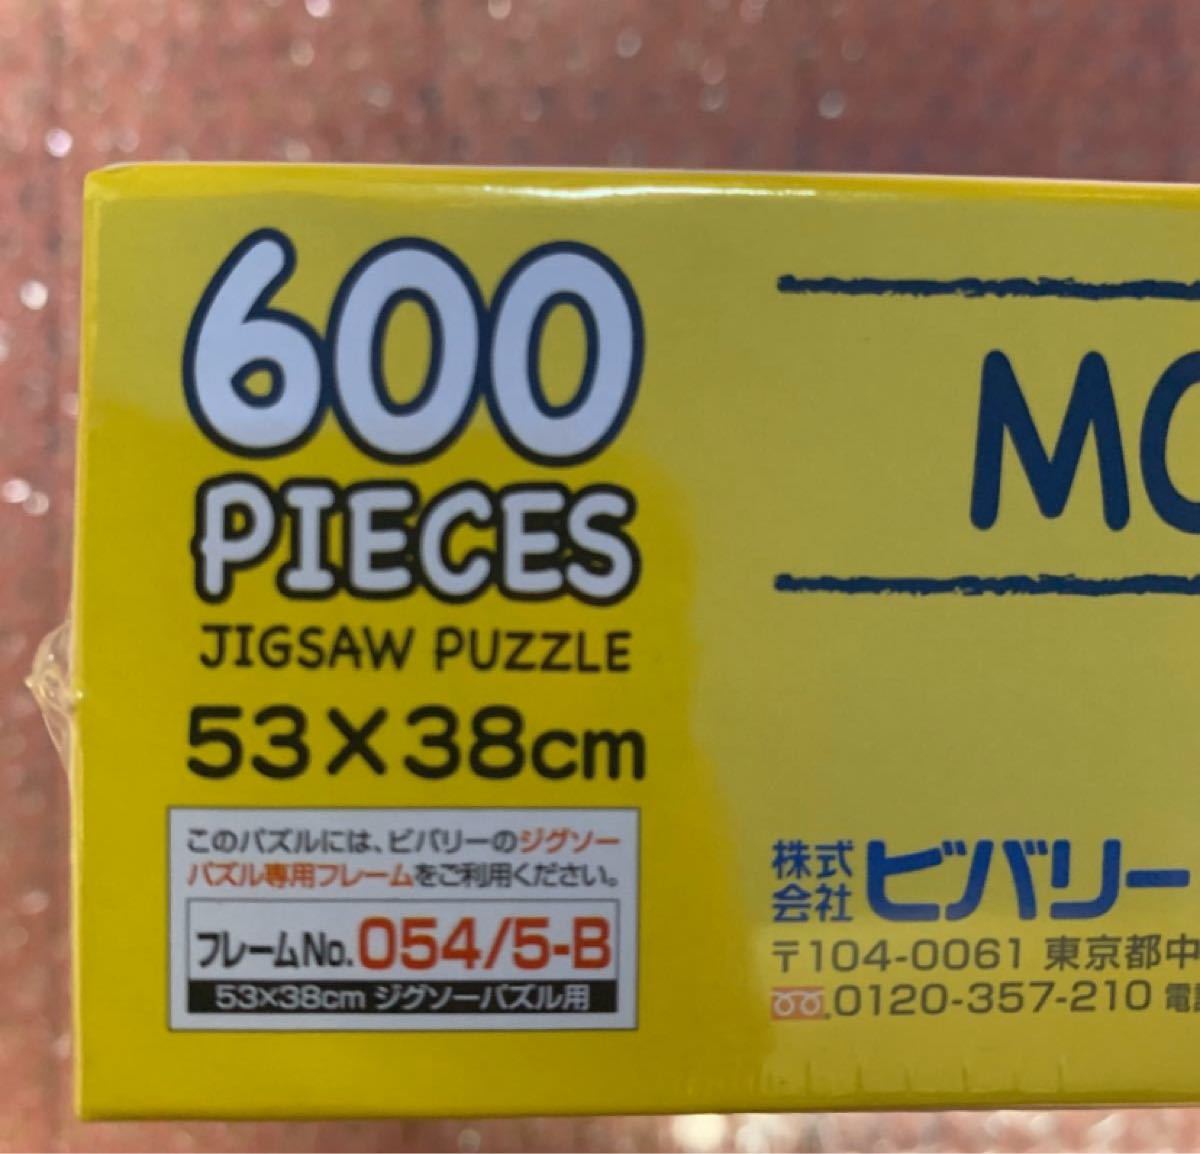 600
PIECES
JIGSAW PUZZLE
53×38cm
このパズルには、ビバリーのジグソー
パズル専用フレームをご利用ください。
フレームNo.054/5-B
53×38cm ジグソーパズル用
株式会社ビバリー
〒104-0061 東京都中
0120-357-210 電